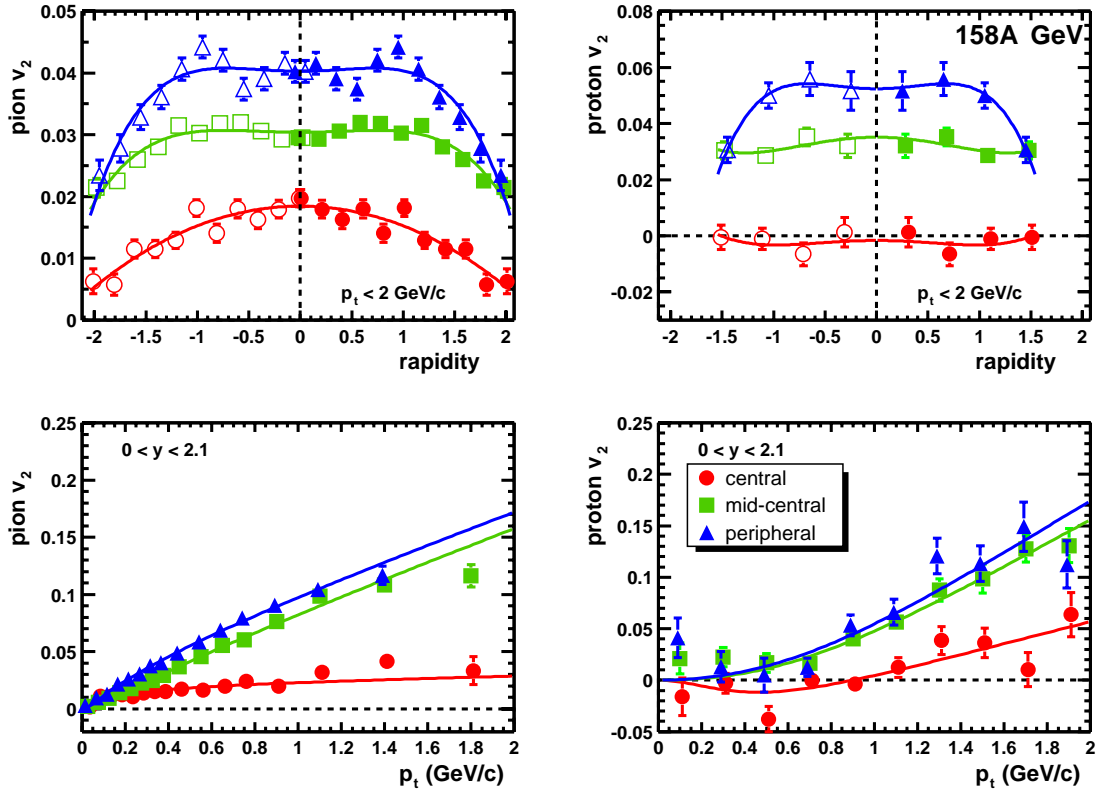 158A GeV
pion v2
0.05
0.04
0.03
0.02
0.01
0
-2 -1.5 -1 -0.5 0 0.5 1 1.5 2
rapidity
pt < 2 GeV/c
proton v2
0.08
0.06
0.04
0.02
0
-0.02
-2 -1.5 -1 -0.5 0 0.5 1 1.5 2
rapidity
pt < 2 GeV/c
pion v2
0.25
0.2
0.15
0.1
0.05
0
0 0.2 0.4 0.6 0.8 1 1.2 1.4 1.6 1.8 2
pt (GeV/c)
0 < y < 2.1
proton v2
0.25
0.2
0.15
0.1
0.05
0
-0.05
0 0.2 0.4 0.6 0.8 1 1.2 1.4 1.6 1.8 2
pt (GeV/c)
0 < y < 2.1
central
mid-central
peripheral